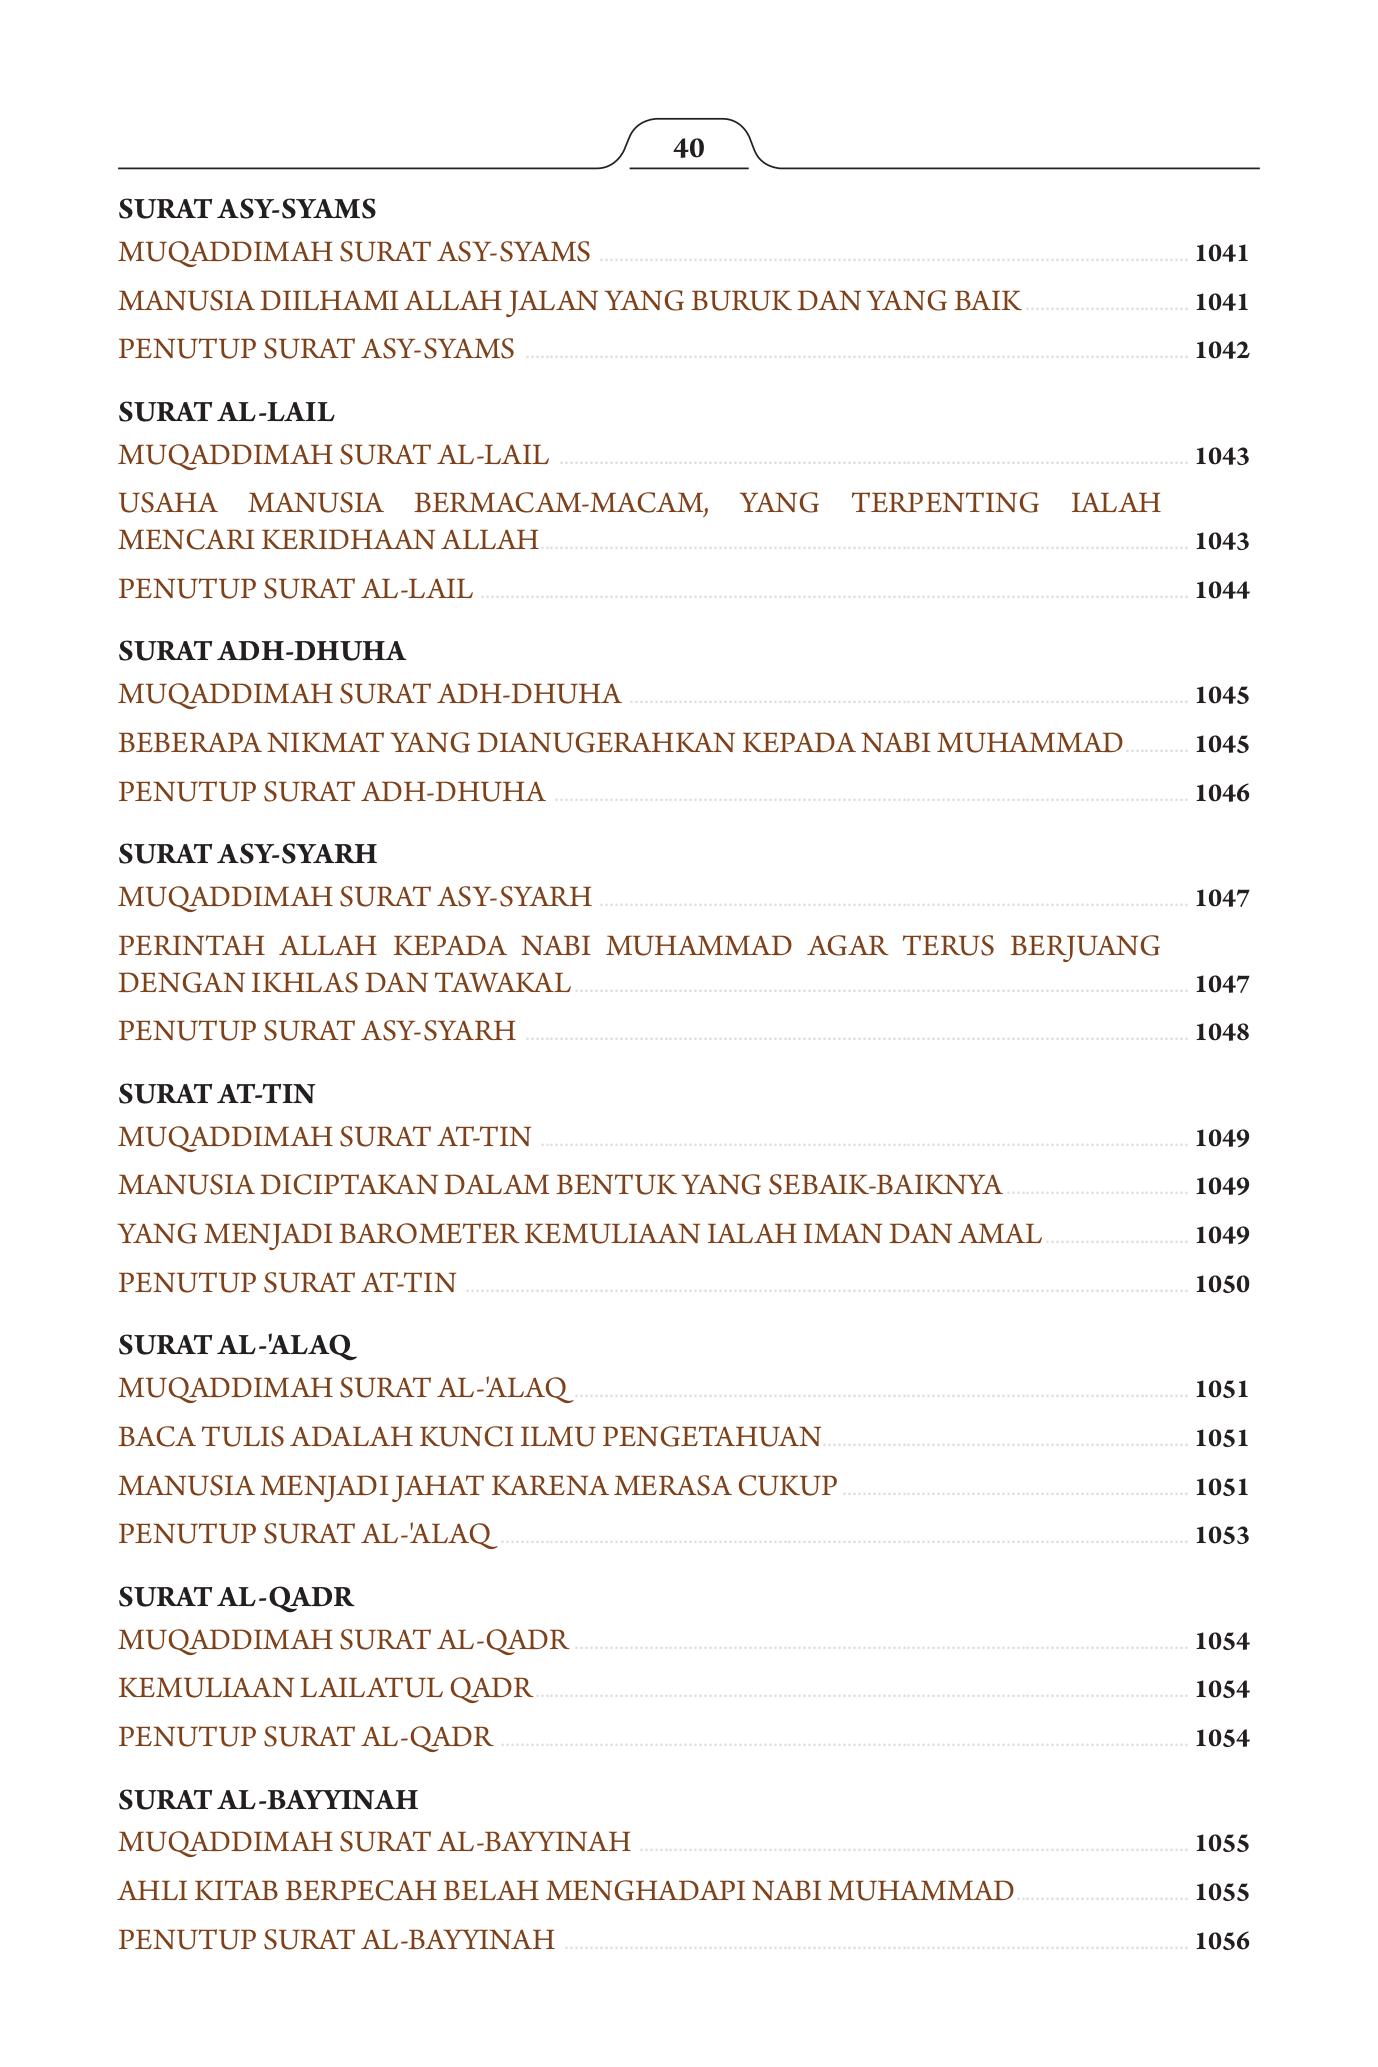 40
SURAT ASY-SYAMS
MUQADDIMAH SURAT ASY-SYAMS 1041
MANUSIA DIILHAMI ALLAH JALAN YANG BURUK DAN YANG BAIK 1041
PENUTUP SURAT ASY-SYAMS 1042
SURAT AL-LAIL
MUQADDIMAH SURAT AL-LAIL 1043
USAHA MANUSIA BERMACAM-MACAM, YANG TERPENTING IALAH
MENCARI KERIDHAAN ALLAH 1043
PENUTUP SURAT AL-LAIL 1044
SURAT ADH-DHUHA
MUQADDIMAH SURAT ADH-DHUHA 1045
BEBERAPA NIKMAT YANG DIANUGERAHKAN KEPADA NABI MUHAMMAD 1045
PENUTUP SURAT ADH-DHUHA 1046
SURAT ASY-SYARH
MUQADDIMAH SURAT ASY-SYARH 1047
PERINTAH ALLAH KEPADA NABI MUHAMMAD AGAR TERUS BERJUANG
DENGAN IKHLAS DAN TAWAKAL 1047
PENUTUP SURAT ASY-SYARH 1048
SURAT AT-TIN
MUQADDIMAH SURAT AT-TIN 1049
MANUSIA DICIPTAKAN DALAM BENTUK YANG SEBAIK-BAIKNYA 1049
YANG MENJADI BAROMETER KEMULIAAN IALAH IMAN DAN AMAL 1049
PENUTUP SURAT AT-TIN 1050
SURAT AL-'ALAQ
MUQADDIMAH SURAT AL-'ALAQ 1051
BACA TULIS ADALAH KUNCI ILMU PENGETAHUAN 1051
MANUSIA MENJADI JAHAT KARENA MERASA CUKUP 1051
PENUTUP SURAT AL-'ALAQ 1053
SURAT AL-QADR
MUQADDIMAH SURAT AL-QADR 1054
KEMULIAAN LAILATUL QADR 1054
PENUTUP SURAT AL-QADR 1054
SURAT AL-BAYYINAH
MUQADDIMAH SURAT AL-BAYYINAH 1055
AHLI KITAB BERPECAH BELAH MENGHADAPI NABI MUHAMMAD 1055
PENUTUP SURAT AL-BAYYINAH 1056